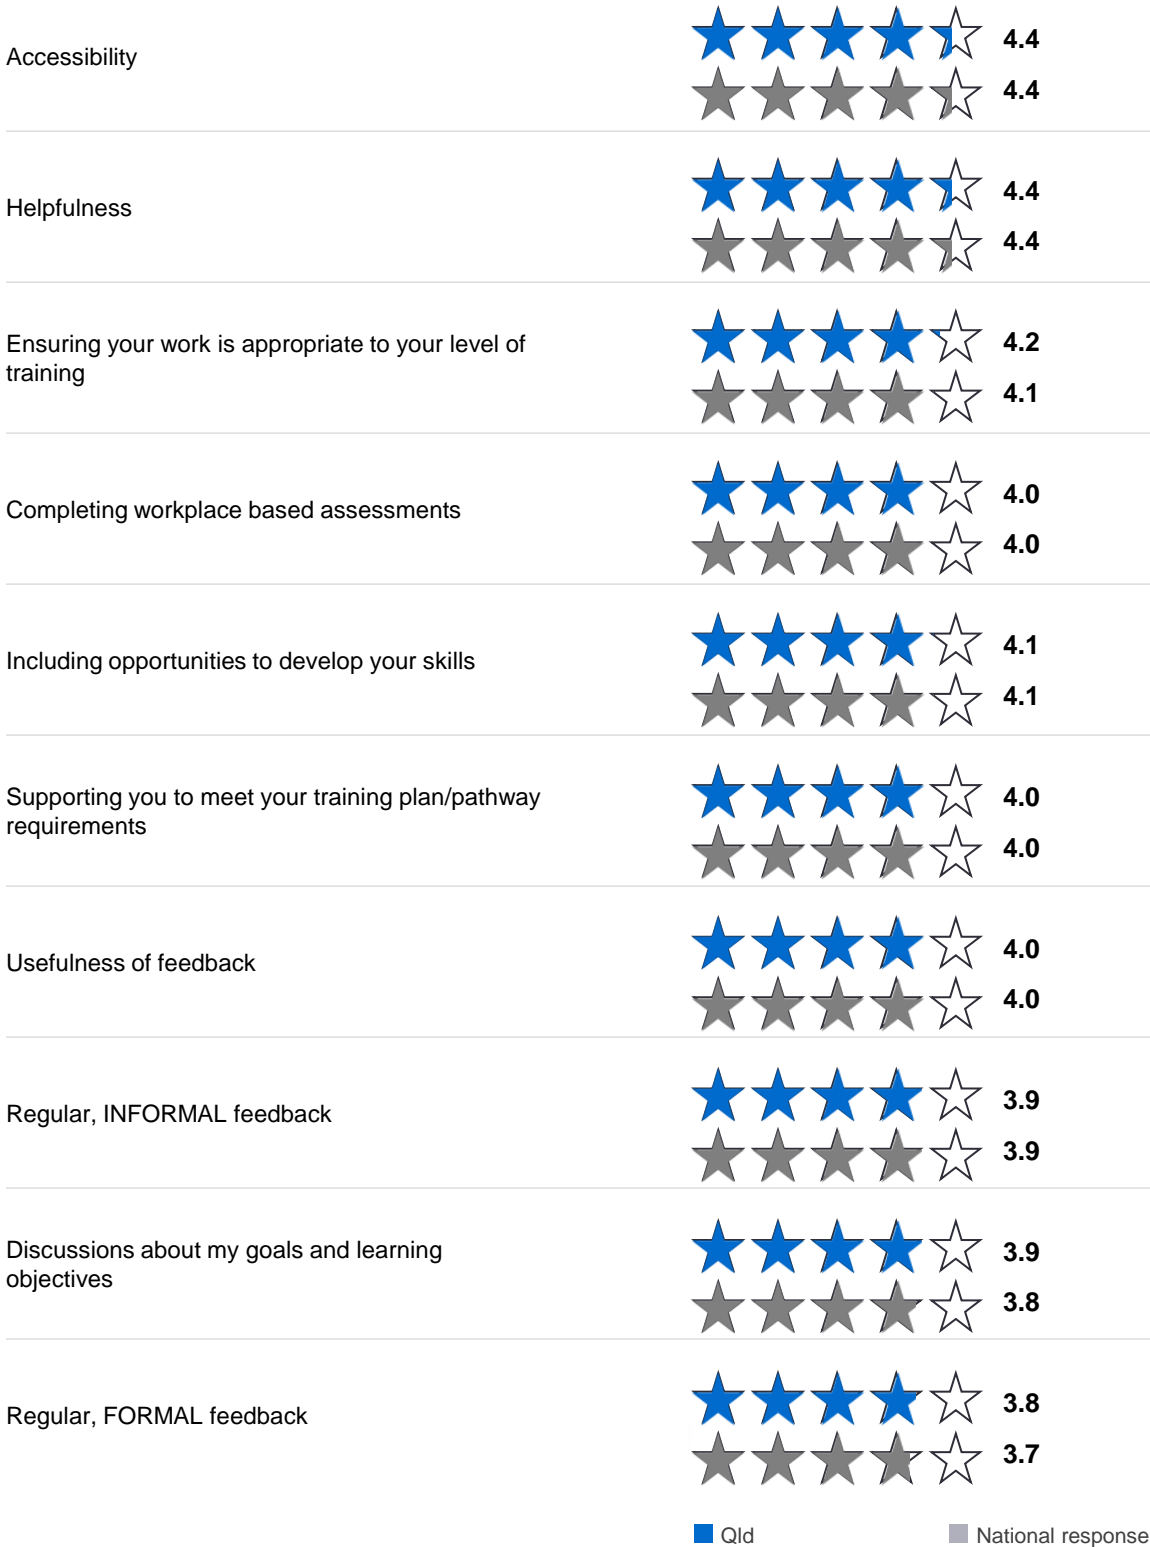 Accessibility
4.4
4.4
Helpfulness
4.4
4.4
Ensuring your work is appropriate to your level of
training
4.2
4.1
Completing workplace based assessments
4.0
4.0
Including opportunities to develop your skills
4.1
4.1
Supporting you to meet your training plan/pathway
requirements
4.0
4.0
Usefulness of feedback
4.0
4.0
Regular, INFORMAL feedback
3.9
3.9
Discussions about my goals and learning
objectives
3.9
3.8
Regular, FORMAL feedback
3.8
3.7
Qld
National response